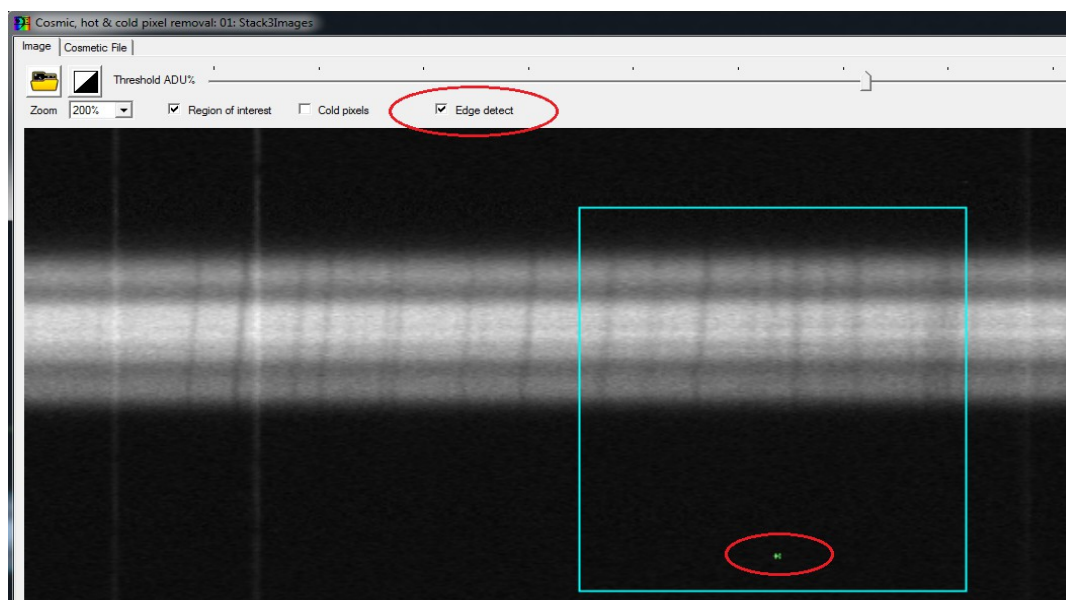 Cosmic, hot & cold pixel removal: 01: Stack3Images
Image Cosmetic File
Threshold ADU%
Zoom 200% Region of interest Cold pixels Edge detect